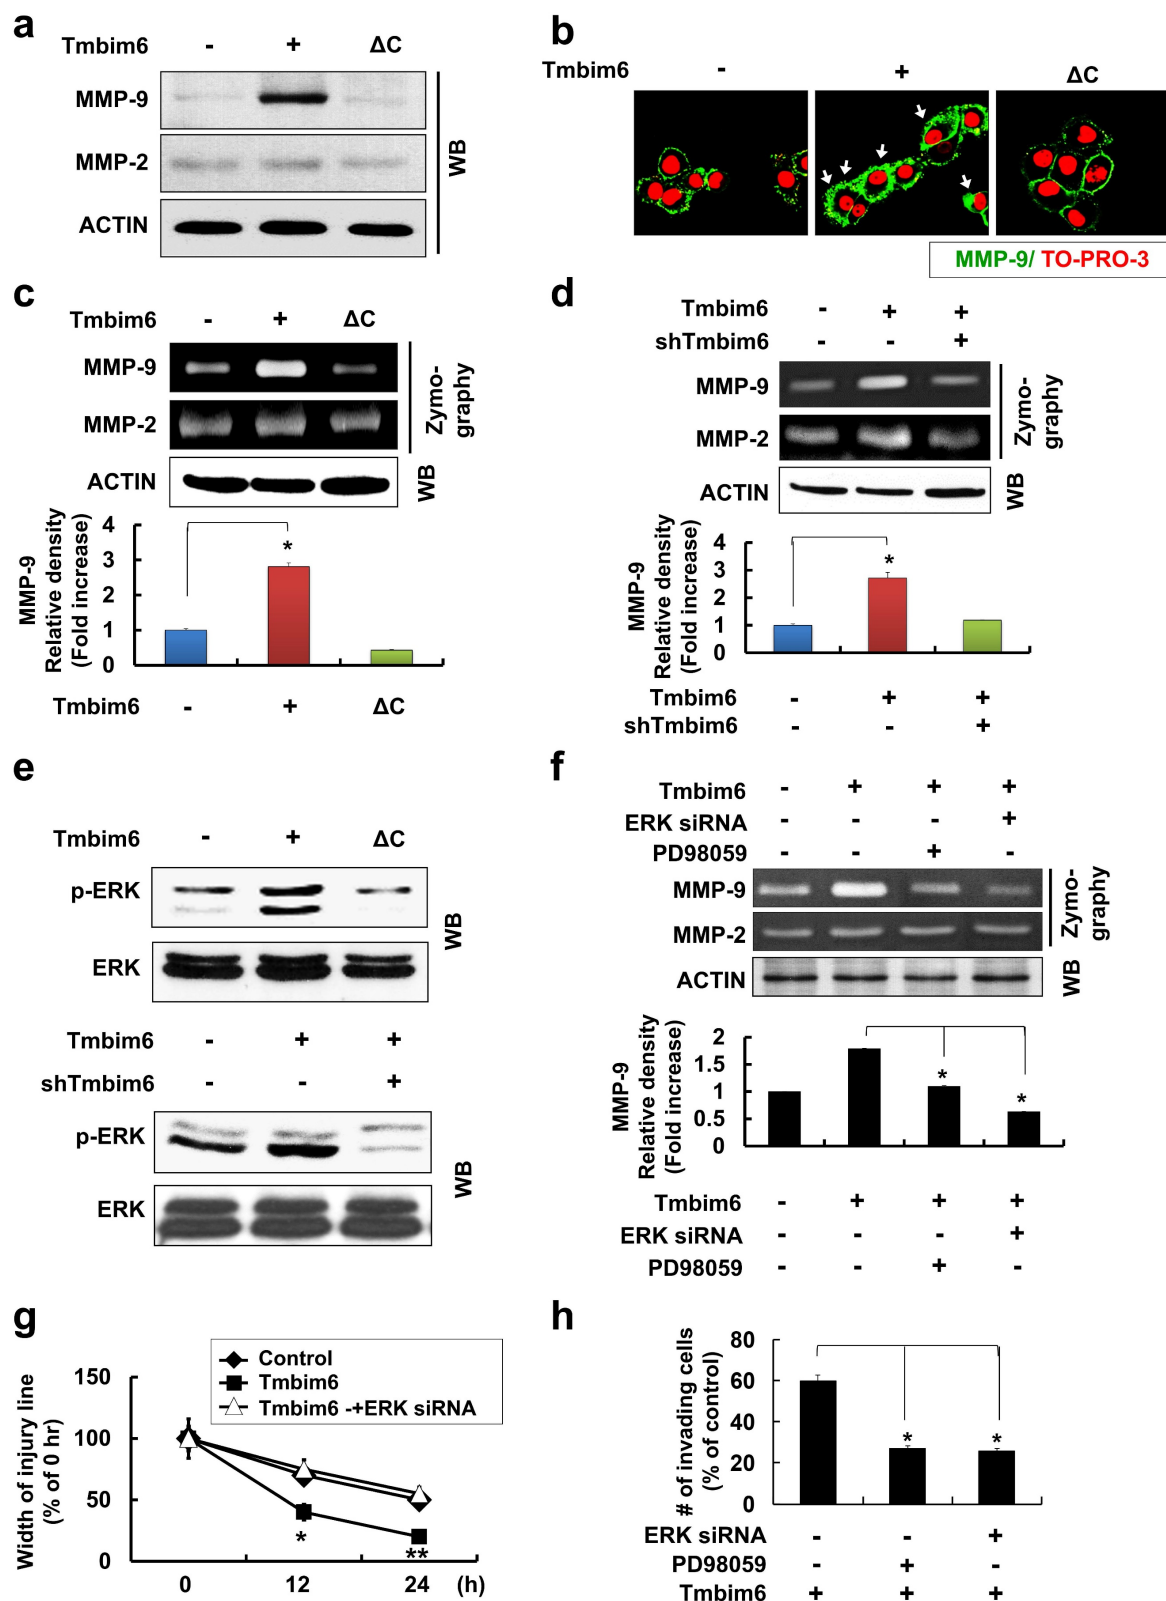 a
Tmbim6 - + ΔC
MMP-9
MMP-2
ACTIN
WB
b
Tmbim6 - + ΔC
MMP-9/ TO-PRO-3
c
Tmbim6 - + ΔC
MMP-9
MMP-2
Zymo-
graphy
ACTIN
WB
MMP-9
Relative density
(Fold increase)
4
3
2
1
0
*
Tmbim6 - + ΔC
d
Tmbim6 - + +
shTmbim6 - - +
MMP-9
MMP-2
Zymo-
graphy
ACTIN
WB
MMP-9
Relative density
(Fold increase)
4
3
2
1
0
*
Tmbim6 - + +
shTmbim6 - - +
e
Tmbim6 - + ΔC
p-ERK
ERK
WB
Tmbim6 - + +
shTmbim6 - - +
p-ERK
ERK
WB
f
Tmbim6 - + + +
ERK siRNA - - - +
PD98059 - - + -
MMP-9
MMP-2
Zymo-
graphy
ACTIN
WB
MMP-9
Relative density
(Fold increase)
2
1.5
1
0.5
0
* *
Tmbim6 - + + +
ERK siRNA - - - +
PD98059 - - + -
g
Control
Tmbim6
Tmbim6 -+ERK siRNA
Width of injury line
(% of 0 hr)
150
100
50
0
*
**
0 12 24 (h)
h
# of invading cells
(% of control)
80
60
40
20
0
* *
ERK siRNA - - +
PD98059 - + -
Tmbim6 + + +